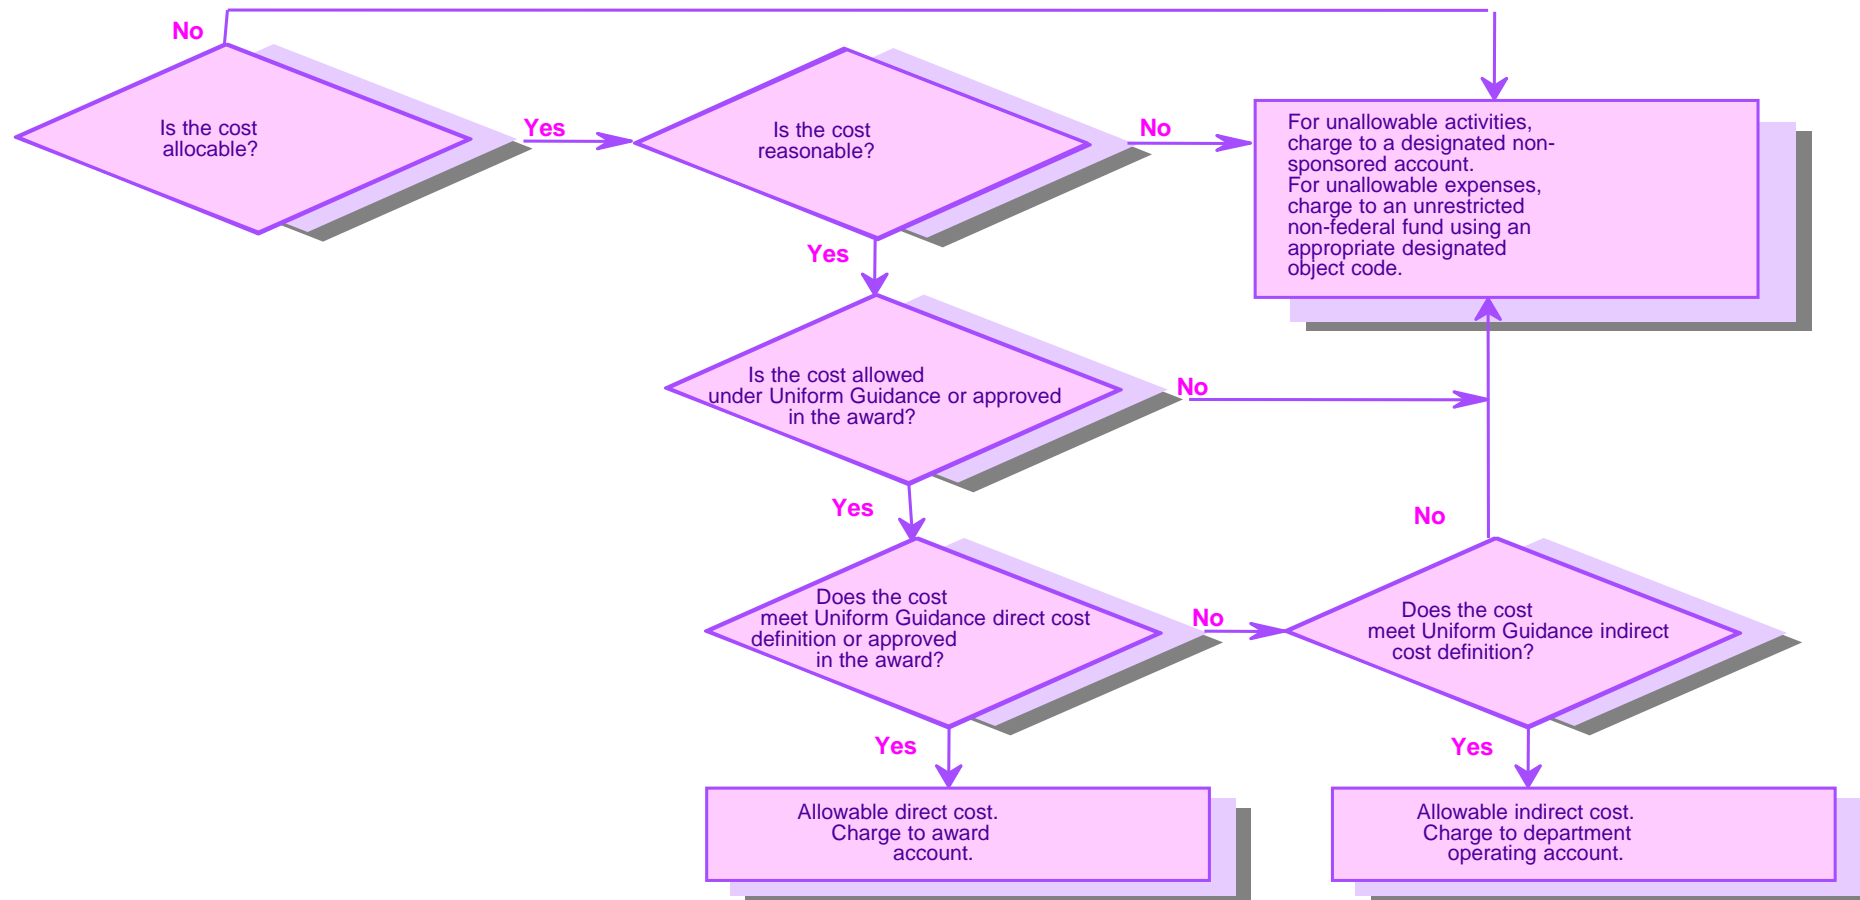 No
Is the cost
allocable?
Yes
Is the cost
reasonable?
No
For unallowable activities,
charge to a designated non-
sponsored account.
For unallowable expenses,
charge to an unrestricted
non-federal fund using an
appropriate designated
object code.
Yes
Is the cost allowed
under Uniform Guidance or approved
in the award?
No
Yes
No
Does the cost
meet Uniform Guidance direct cost
definition or approved
in the award?
No
Does the cost
meet Uniform Guidance indirect
cost definition?
Yes
Yes
Allowable direct cost.
Charge to award
account.
Allowable indirect cost.
Charge to department
operating account.